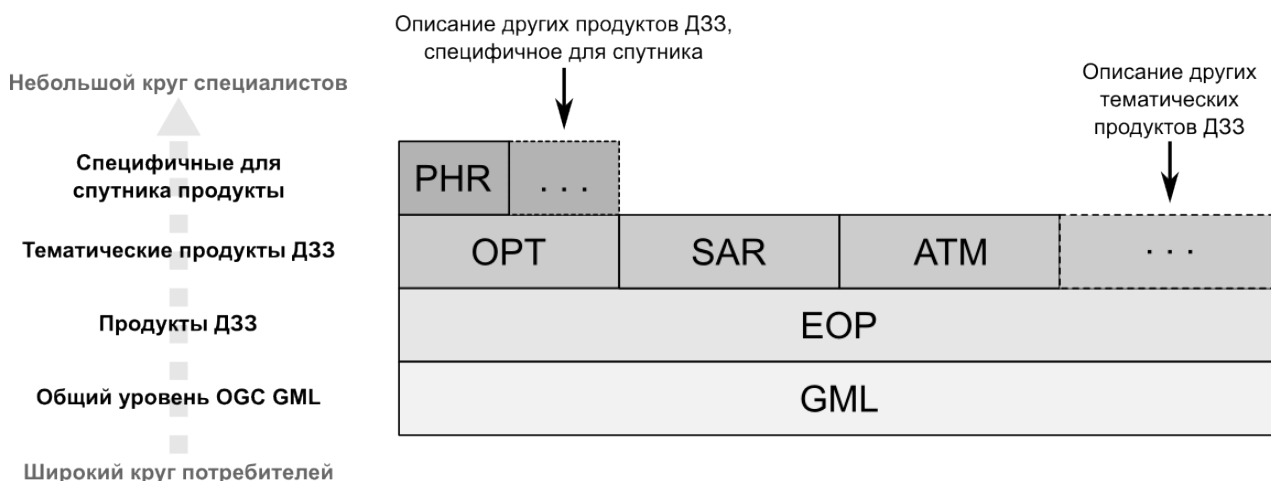 Описание других продуктов ДЗЗ,
специфичное для спутника
Небольшой круг специалистов
Описание других
тематических
продуктов ДЗЗ
Специфичные для
спутника продукты
PHR
. . .
Тематические продукты ДЗЗ
OPT
SAR
ATM
. . .
Продукты ДЗЗ
EOP
Общий уровень OGC GML
GML
Широкий круг потребителей